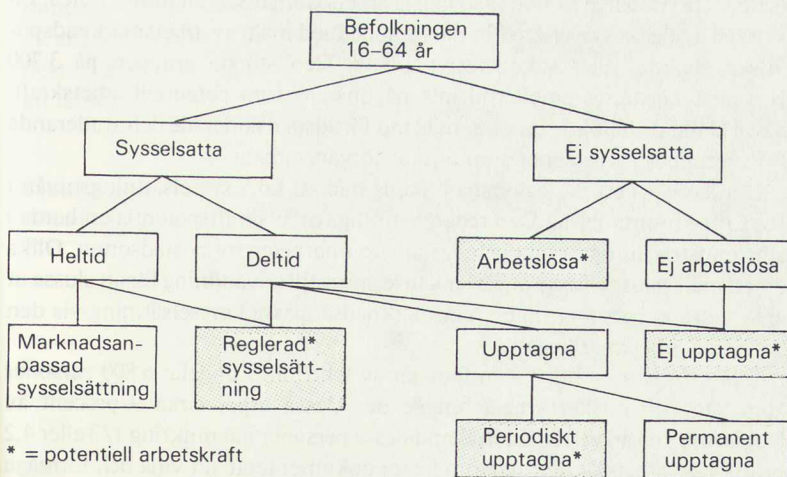 Befolkningen
16–64 år
Sysselsatta
Ej sysselsatta
Heltid
Deltid
Arbetslösa*
Ej arbetslösa
Marknadsan-
passad
sysselsättning
Reglerad*
sysselsätt-
ning
Upptagna
Ej upptagna*
Periodiskt
upptagna*
Permanent
upptagna
* = potentiell arbetskraft